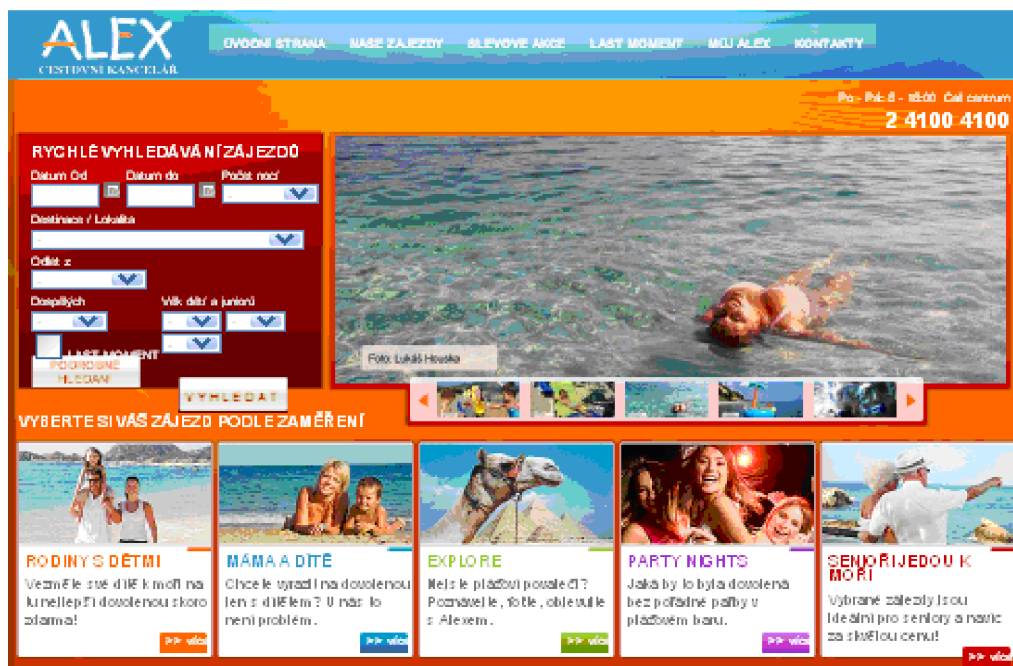 ALEX
CESTOVNÍ KANCELÁŘ
ÚVODNÍ STRANA NAŠE ZÁJEZDY SLEVOVÉ AKCE LAST MOMENT MŮJ ALEX KONTAKTY
Call centrum
2 4100 4100
RYCHLÉ VYHLEDÁVÁNÍ ZÁJEZDŮ
Datum Od Datum do Počet nocí
Destinace / Lokalita
Odlet z
Dospělých Věk dětí a juniorů
LAST MOMENT
PODROBNÉ
HLEDÁNÍ
VYHLEDAT
Foto: Lukáš Houska
VYBERTE SI VÁŠ ZÁJEZD PODLE ZAMĚŘENÍ
RODINY S DĚTMI
Vezměte své dítě k moři na
tu nejlepší dovolenou skoro
zdarma!
>> více
MÁMA A DÍTĚ
Chcete vyrazit na dovolenou
jen s dítětem? U nás to
není problém.
>> více
EXPLORE
Nejste plážoví povaleči?
Poznávejte, foťte, objevujte
s Alexem.
>> více
PARTY NIGHTS
Jaká by to byla dovolená
bez pořádné pařby v
plážovém baru.
>> více
SENIOŘI JEDOU K
MOŘI
Vybrané zájezdy jsou
ideální pro seniory a navíc
za skvělou cenu!
>> více